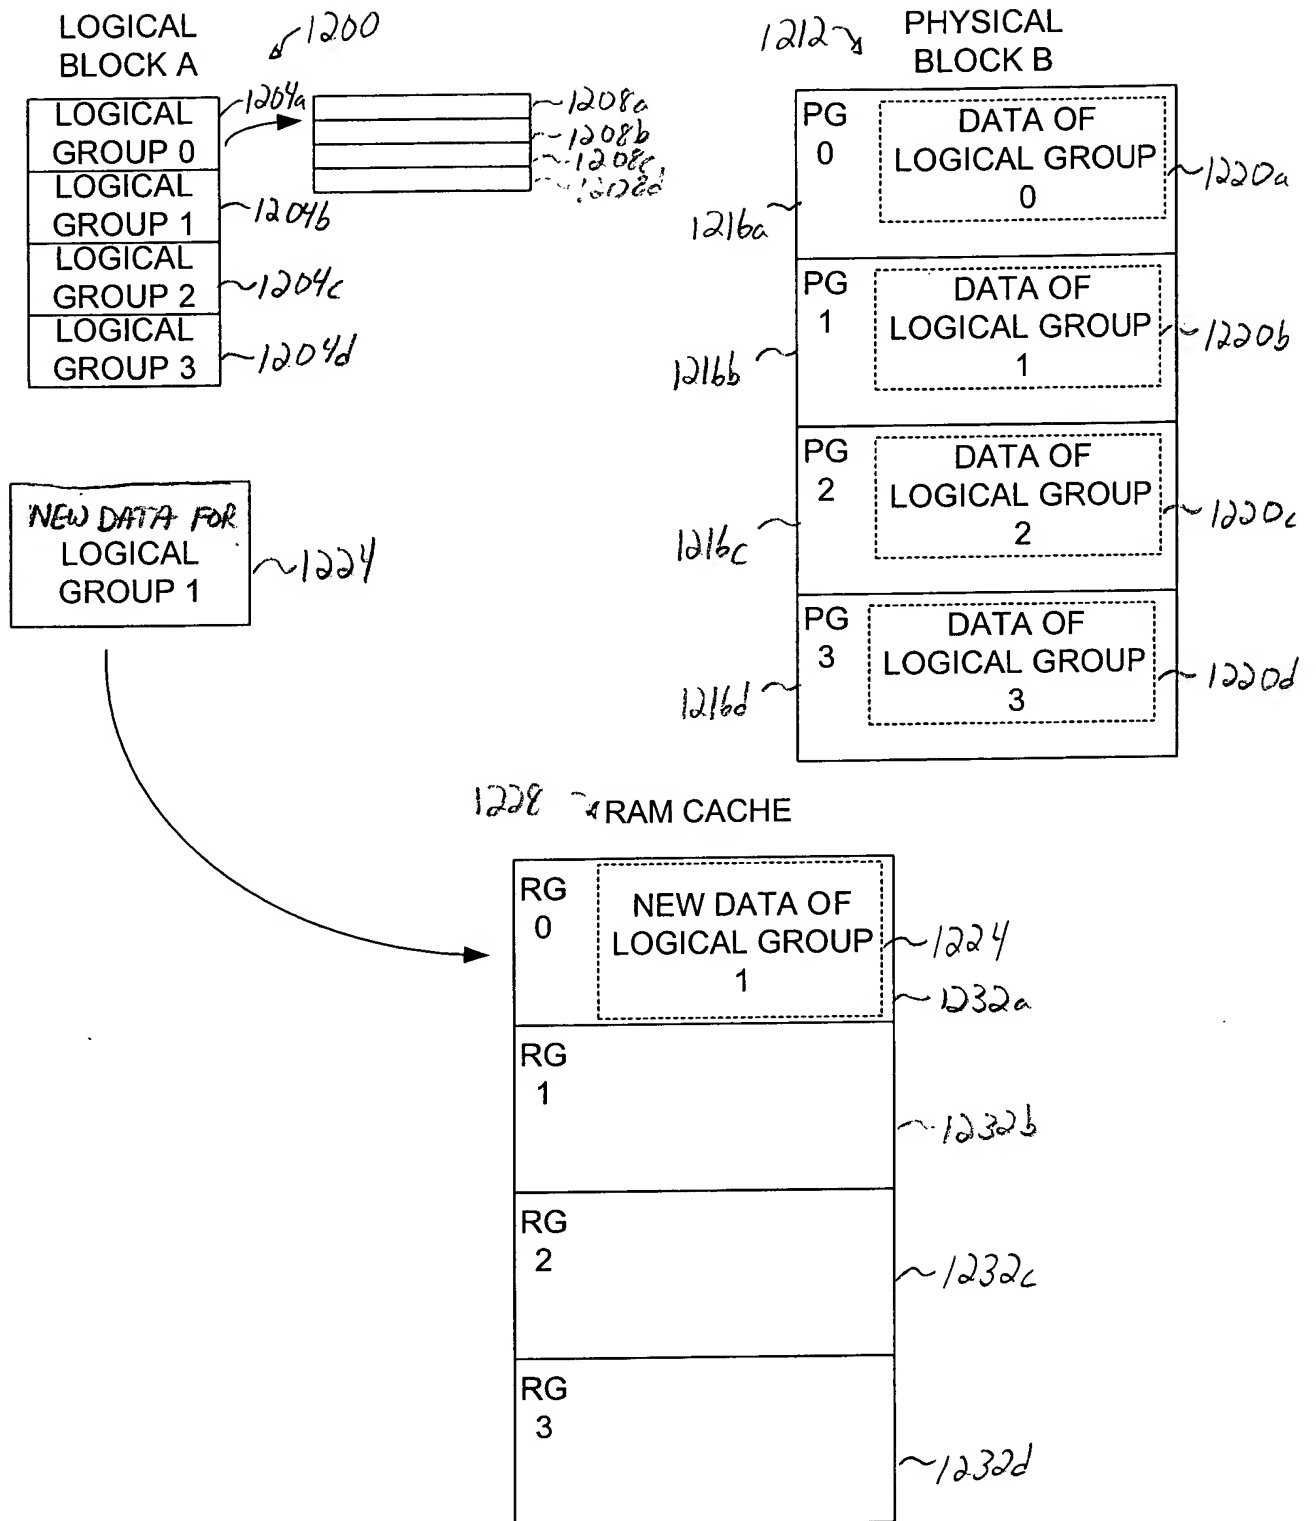 LOGICAL
BLOCK A
1200
LOGICAL
GROUP 0
1204a
LOGICAL
GROUP 1
1204b
LOGICAL
GROUP 2
1204c
LOGICAL
GROUP 3
1204d
1208a
1208b
1208c
1208d
1212
PHYSICAL
BLOCK B
PG
0
DATA OF
LOGICAL GROUP
0
1220a
1216a
PG
1
DATA OF
LOGICAL GROUP
1
1220b
1216b
PG
2
DATA OF
LOGICAL GROUP
2
1220c
1216c
PG
3
DATA OF
LOGICAL GROUP
3
1220d
1216d
NEW DATA FOR
LOGICAL
GROUP 1
1224
1228
RAM CACHE
RG
0
NEW DATA OF
LOGICAL GROUP
1
1224
1232a
RG
1
1232b
RG
2
1232c
RG
3
1232d